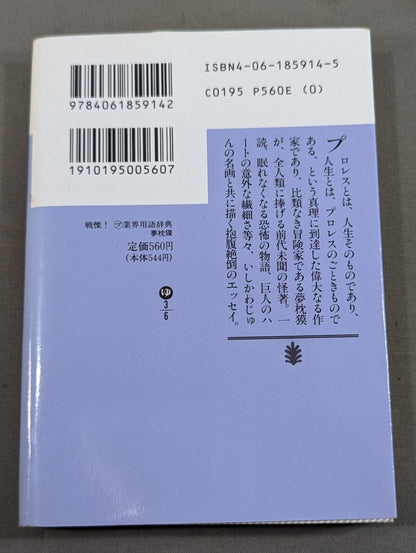 ISBN4-06-185914-5
C0195 P560E (0)
9784061859142
1910195005607
プロレスとは、人生そのものであり、
人生とは、プロレスのごときもので
ある、という真理に到達した偉大なる作
家であり、比類なき冒険家である夢枕獏
が、全人類に捧げる前代未聞の怪著。一
読、眠れなくなる恐怖の物語、巨人のハ
ートの意外な繊細さ等々、いしかわじゅ
んの名画と共に描く抱腹絶倒のエッセイ。
戦慄! ㋫業界用語辞典
夢枕獏
定価560円
(本体544円)
ゆ
3
6